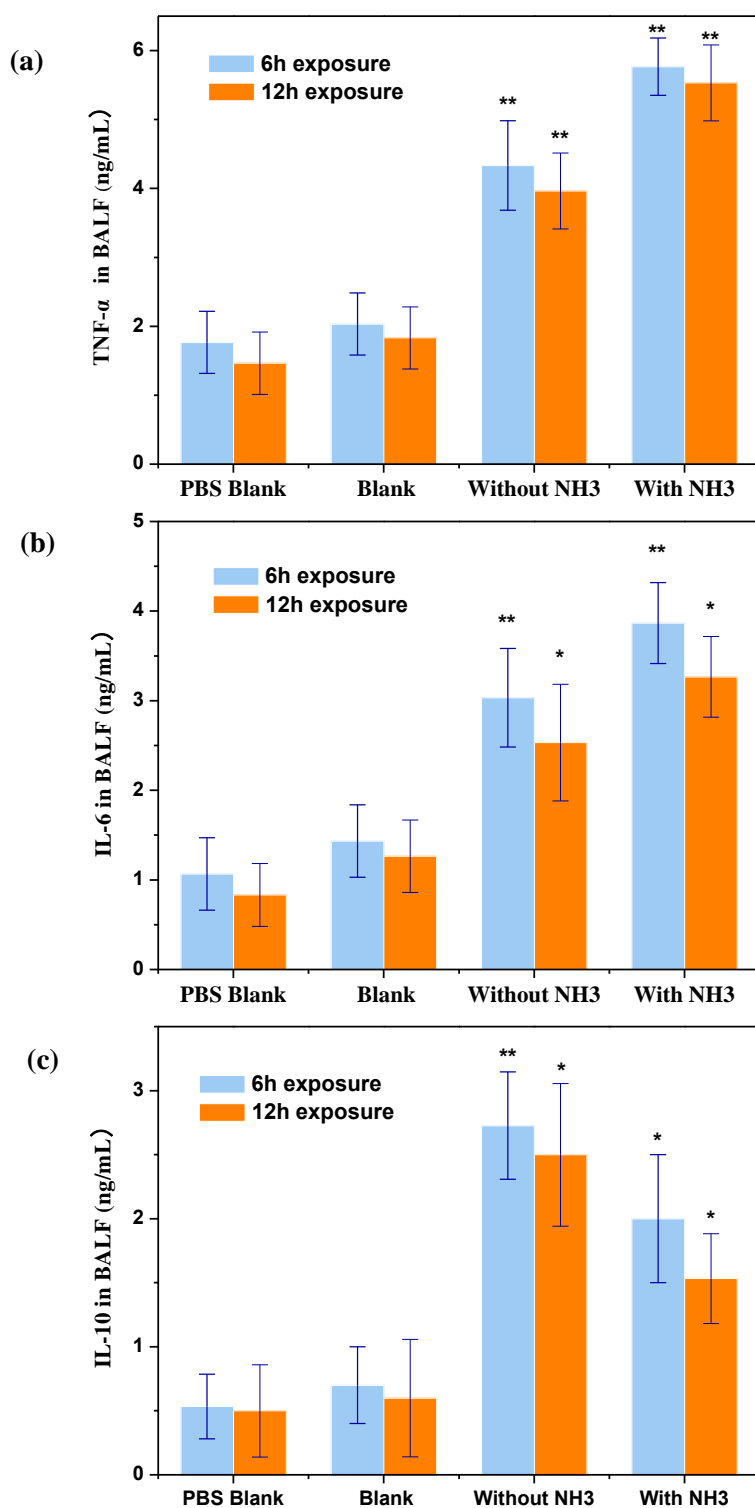 (a)
TNF-α in BALF (ng/mL)
6
4
2
0
6h exposure
12h exposure
**
**
**
**
PBS Blank Blank Without NH3 With NH3
(b)
IL-6 in BALF (ng/mL)
5
4
3
2
1
0
6h exposure
12h exposure
**
*
**
*
PBS Blank Blank Without NH3 With NH3
(c)
IL-10 in BALF (ng/mL)
3
2
1
0
6h exposure
12h exposure
**
*
*
*
PBS Blank Blank Without NH3 With NH3